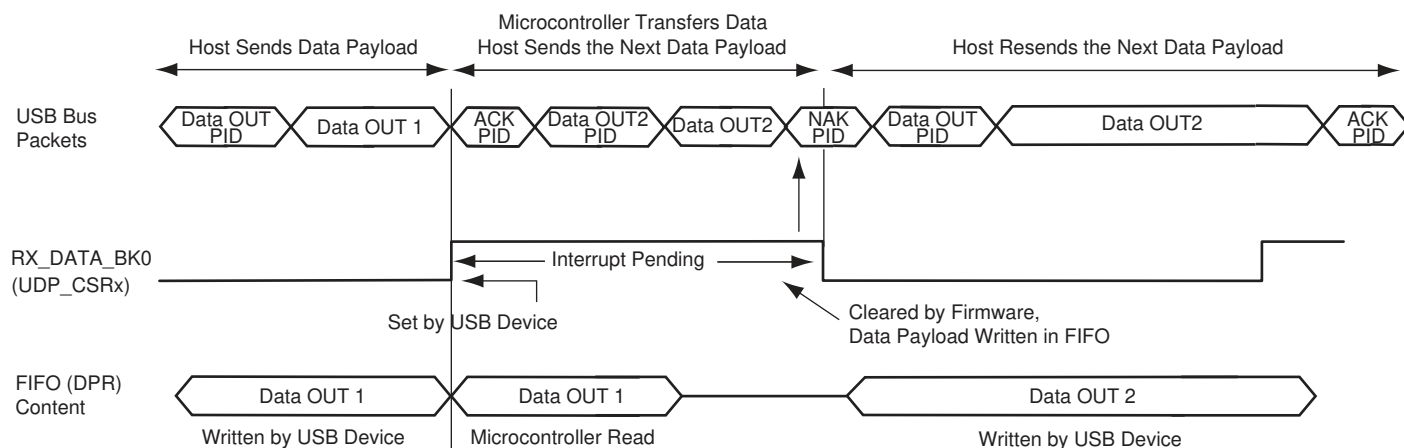 Microcontroller Transfers Data
Host Sends Data Payload
Host Sends the Next Data Payload
Host Resends the Next Data Payload
USB Bus
Packets
Data OUT
PID
Data OUT 1
ACK
PID
Data OUT2
PID
Data OUT2
NAK
PID
Data OUT
PID
Data OUT2
ACK
PID
RX_DATA_BK0
(UDP_CSRx)
Interrupt Pending
Set by USB Device
Cleared by Firmware,
Data Payload Written in FIFO
FIFO (DPR)
Content
Data OUT 1
Data OUT 1
Data OUT 2
Written by USB Device
Microcontroller Read
Written by USB Device